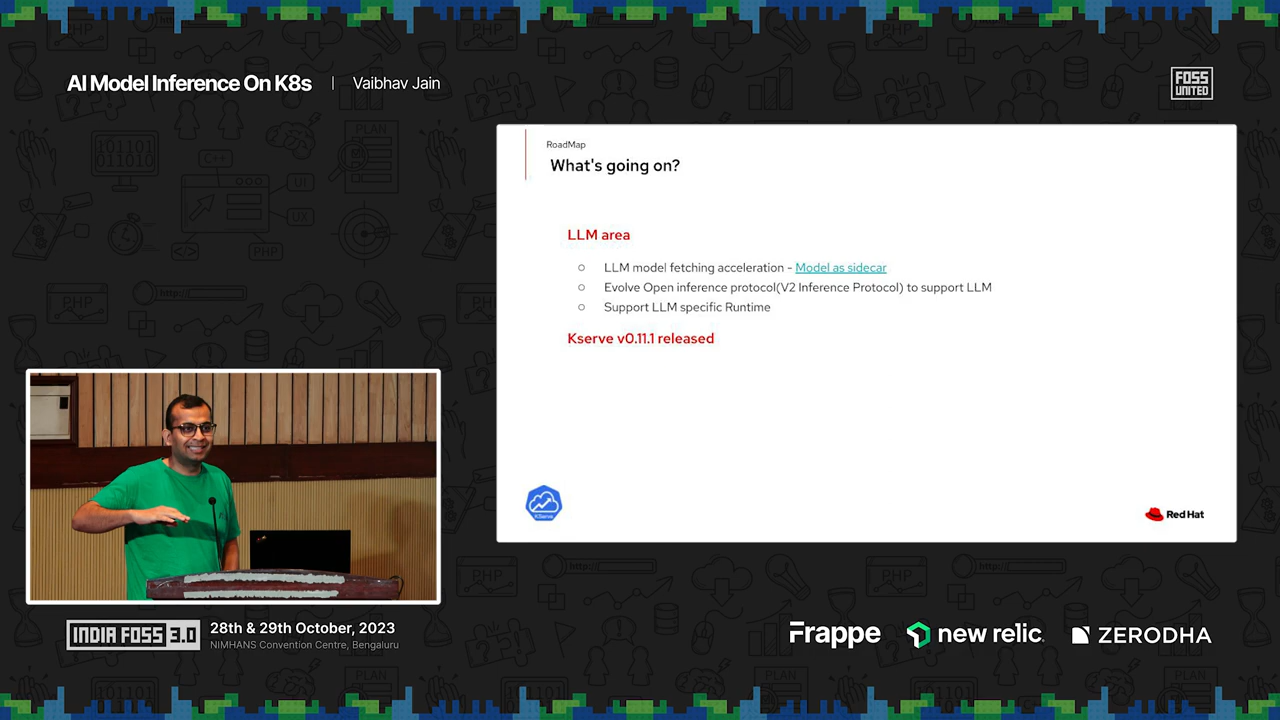 AI Model Inference On K8s | Vaibhav Jain
FOSS
UNITED
RoadMap
What's going on?
LLM area
LLM model fetching acceleration - Model as sidecar
Evolve Open inference protocol(V2 Inference Protocol) to support LLM
Support LLM specific Runtime
Kserve v0.11.1 released
KServe
Red Hat
INDIA FOSS 3.0
28th & 29th October, 2023
NIMHANS Convention Centre, Bengaluru
Frappe
new relic
ZERODHA